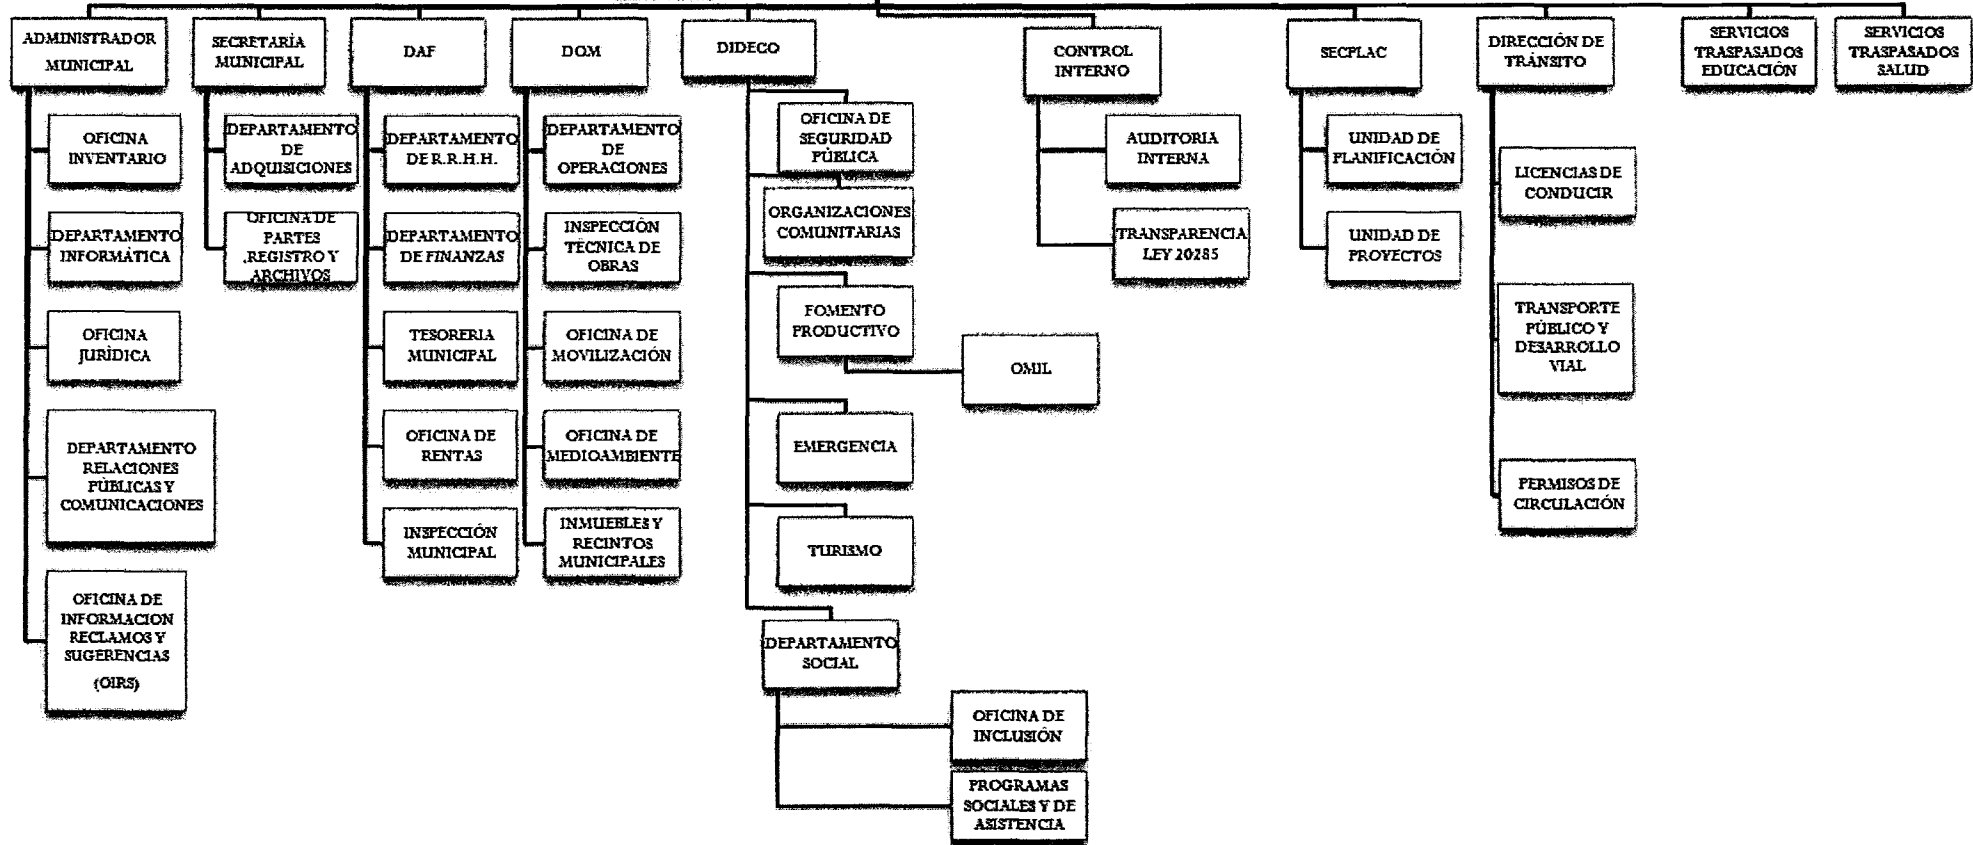 ADMINISTRADOR
MUNICIPAL
SECRETARÍA
MUNICIPAL
DAF
DOM
DIDECO
CONTROL
INTERNO
SECPLAC
DIRECCIÓN DE
TRÁNSITO
SERVICIOS
TRASPASADOS
EDUCACIÓN
SERVICIOS
TRASPASADOS
SALUD
OFICINA
INVENTARIO
DEPARTAMENTO
INFORMÁTICA
OFICINA
JURÍDICA
DEPARTAMENTO
RELACIONES
PÚBLICAS Y
COMUNICACIONES
OFICINA DE
INFORMACION
RECLAMOS Y
SUGERENCIAS
(OIRS)
DEPARTAMENTO
DE
ADQUISICIONES
OFICINA DE
PARTES
,REGISTRO Y
ARCHIVOS
DEPARTAMENTO
DE R.R.H.H.
DEPARTAMENTO
DE FINANZAS
TESORERIA
MUNICIPAL
OFICINA DE
RENTAS
INSPECCIÓN
MUNICIPAL
DEPARTAMENTO
DE
OPERACIONES
INSPECCIÓN
TÉCNICA DE
OBRAS
OFICINA DE
MOVILIZACIÓN
OFICINA DE
MEDIOAMBIENTE
INMUEBLES Y
RECINTOS
MUNICIPALES
OFICINA DE
SEGURIDAD
PÚBLICA
ORGANIZACIONES
COMUNITARIAS
FOMENTO
PRODUCTIVO
OMIL
EMERGENCIA
TURISMO
DEPARTAMENTO
SOCIAL
OFICINA DE
INCLUSIÓN
PROGRAMAS
SOCIALES Y DE
ASISTENCIA
AUDITORIA
INTERNA
TRANSPARENCIA
LEY 20285
UNIDAD DE
PLANIFICACIÓN
UNIDAD DE
PROYECTOS
LICENCIAS DE
CONDUCIR
TRANSPORTE
PÚBLICO Y
DESARROLLO
VIAL
PERMISOS DE
CIRCULACIÓN